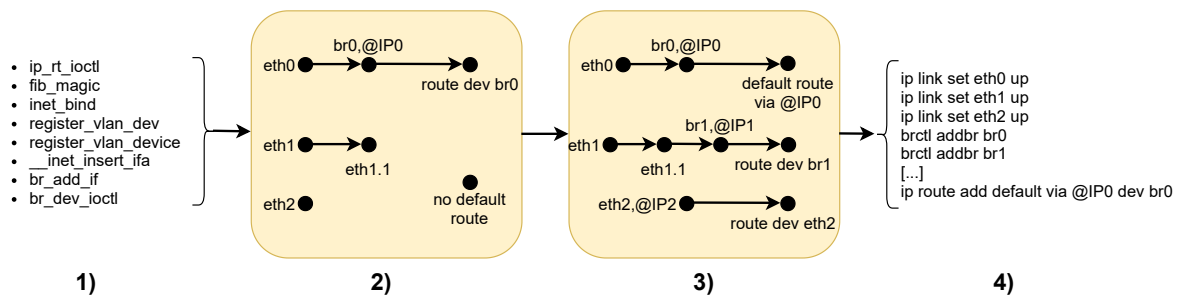 ip_rt_ioctl
fib_magic
inet_bind
register_vlan_dev
register_vlan_device
__inet_insert_ifa
br_add_if
br_dev_ioctl
1)
br0,@IP0
eth0
route dev br0
eth1
eth1.1
eth2
no default
route
2)
br0,@IP0
eth0
default route
via @IP0
br1,@IP1
eth1
eth1.1
route dev br1
eth2,@IP2
route dev eth2
3)
ip link set eth0 up
ip link set eth1 up
ip link set eth2 up
brctl addbr br0
brctl addbr br1
[...]
ip route add default via @IP0 dev br0
4)